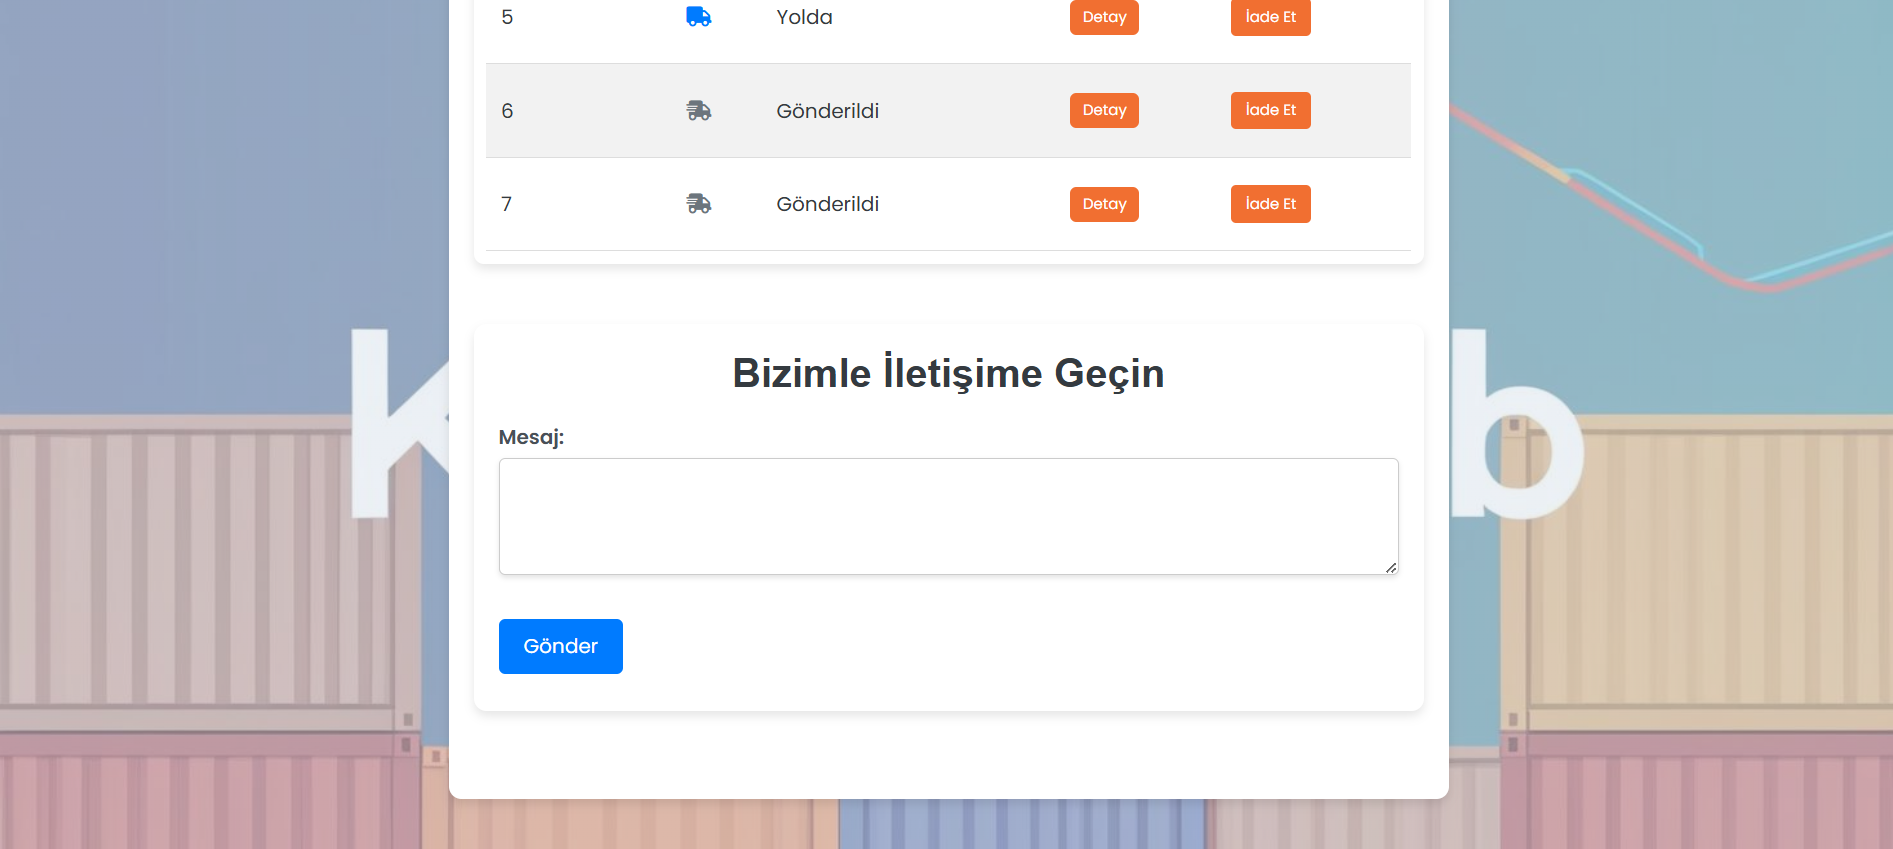 5 Yolda Detay İade Et
6 Gönderildi Detay İade Et
7 Gönderildi Detay İade Et
K b
Bizimle İletişime Geçin
Mesaj:
Gönder